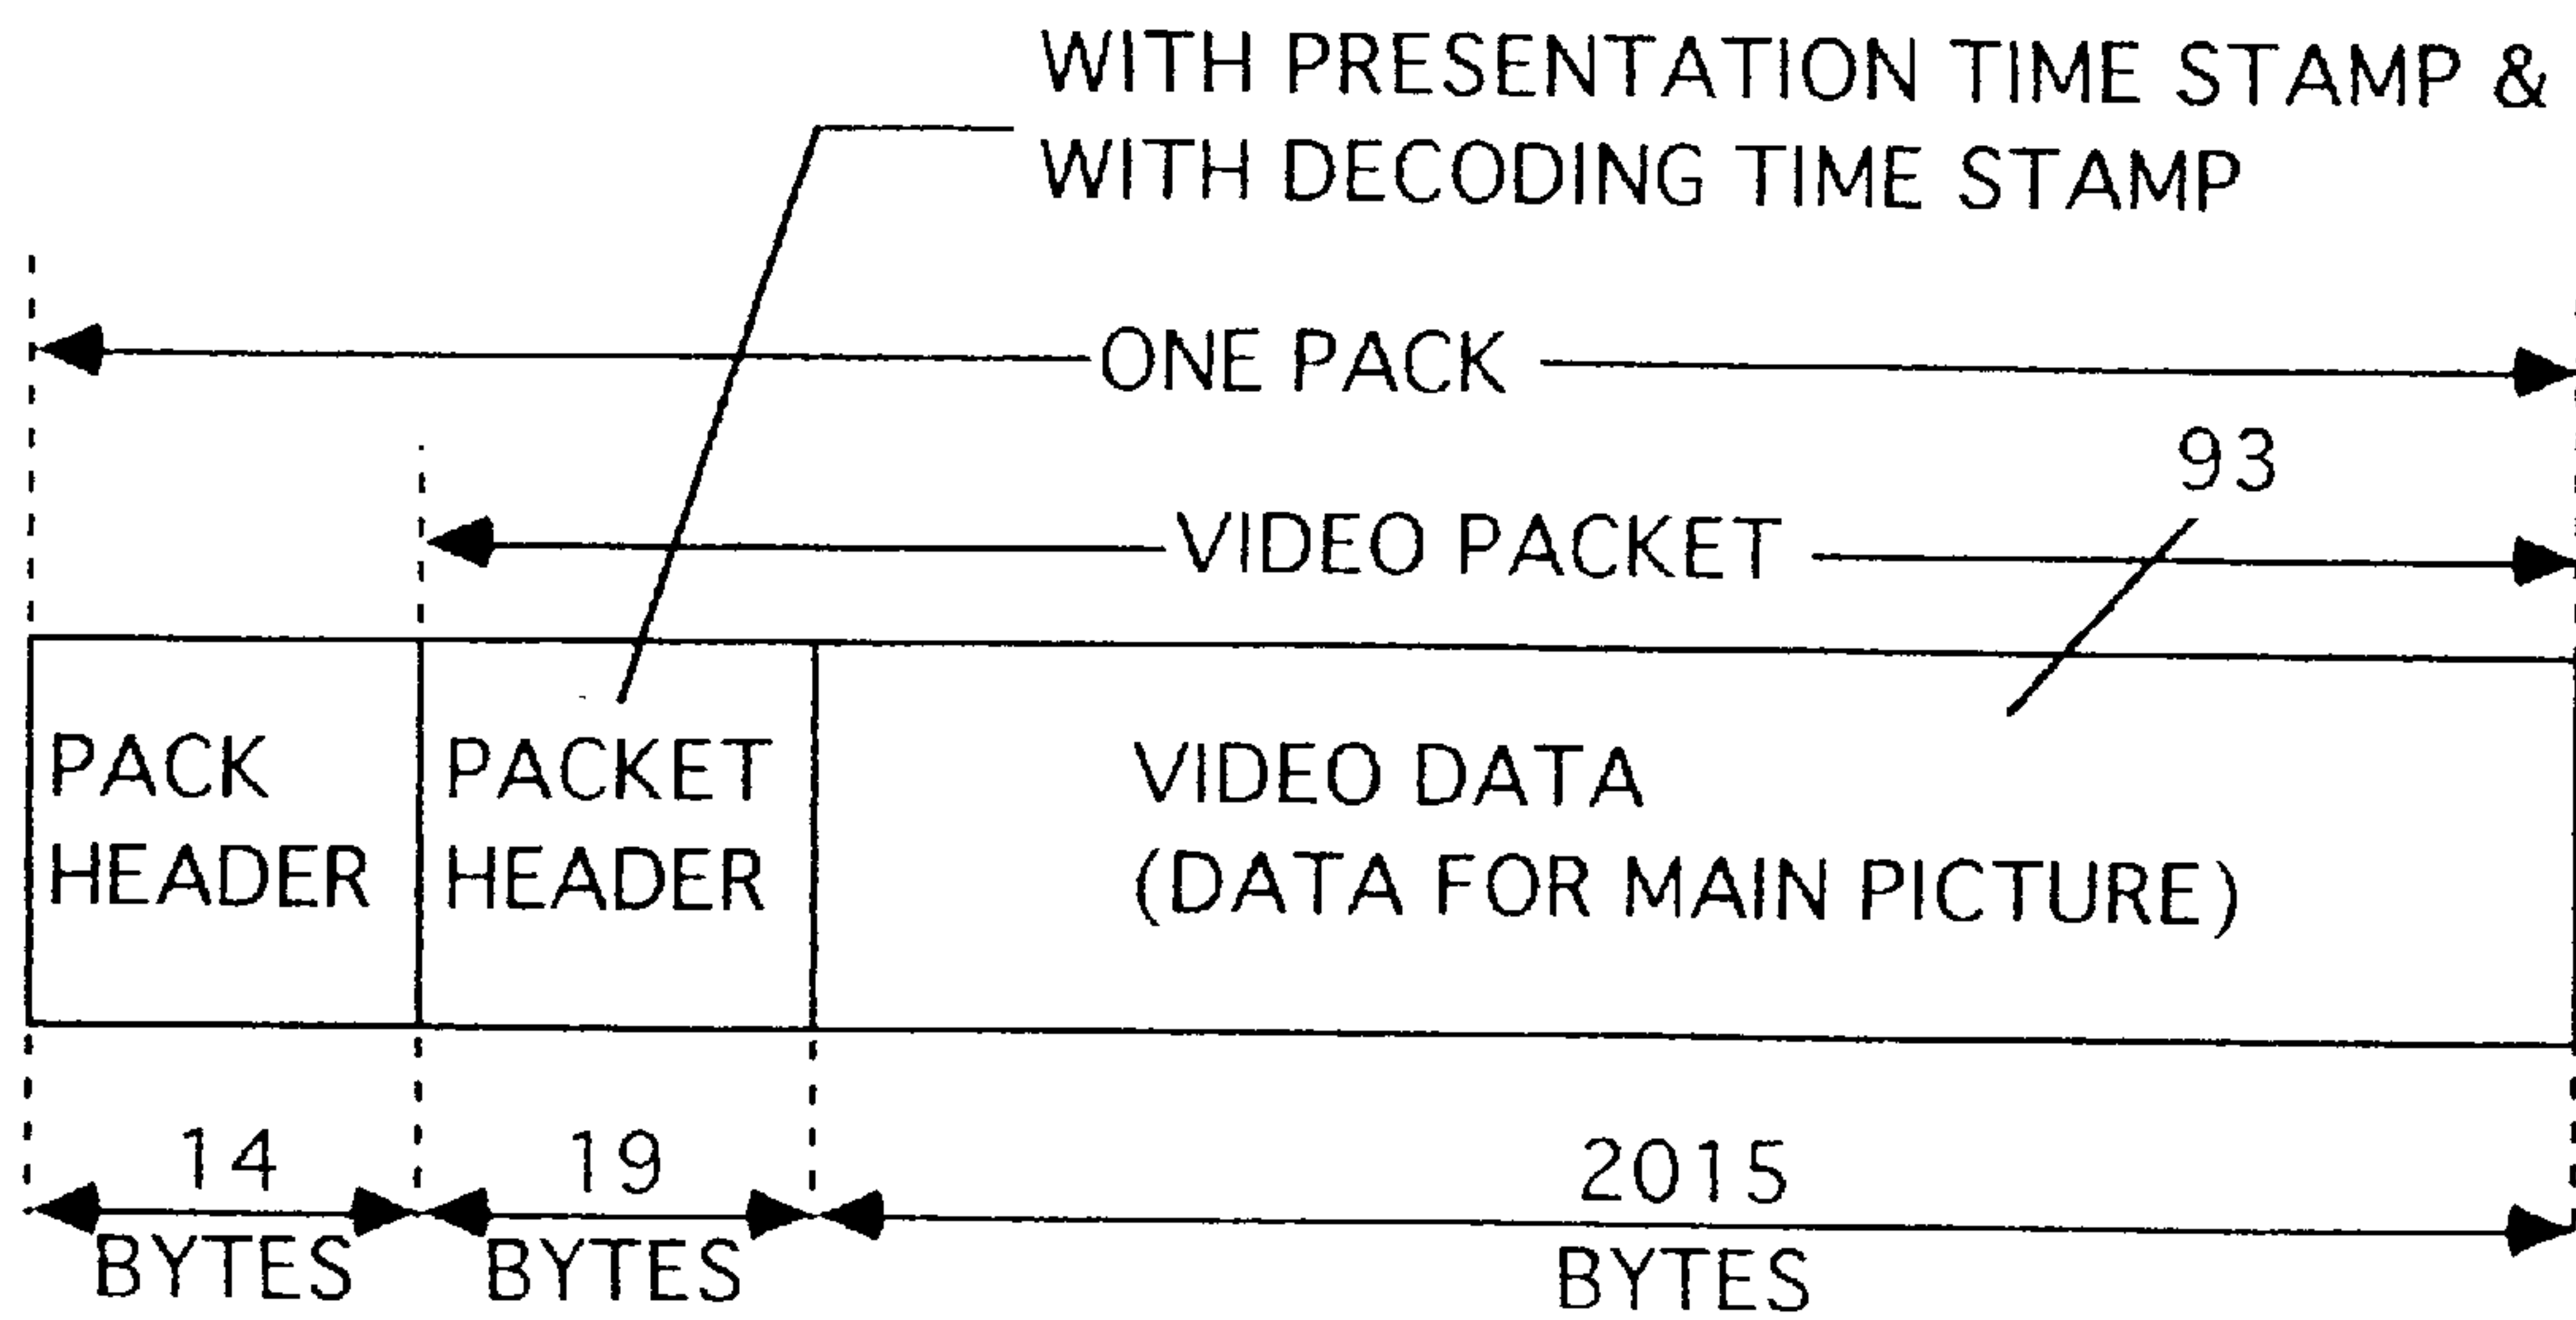 WITH PRESENTATION TIME STAMP &
WITH DECODING TIME STAMP
ONE PACK
93
VIDEO PACKET
PACK
HEADER
PACKET
HEADER
VIDEO DATA
(DATA FOR MAIN PICTURE)
14
BYTES
19
BYTES
2015
BYTES